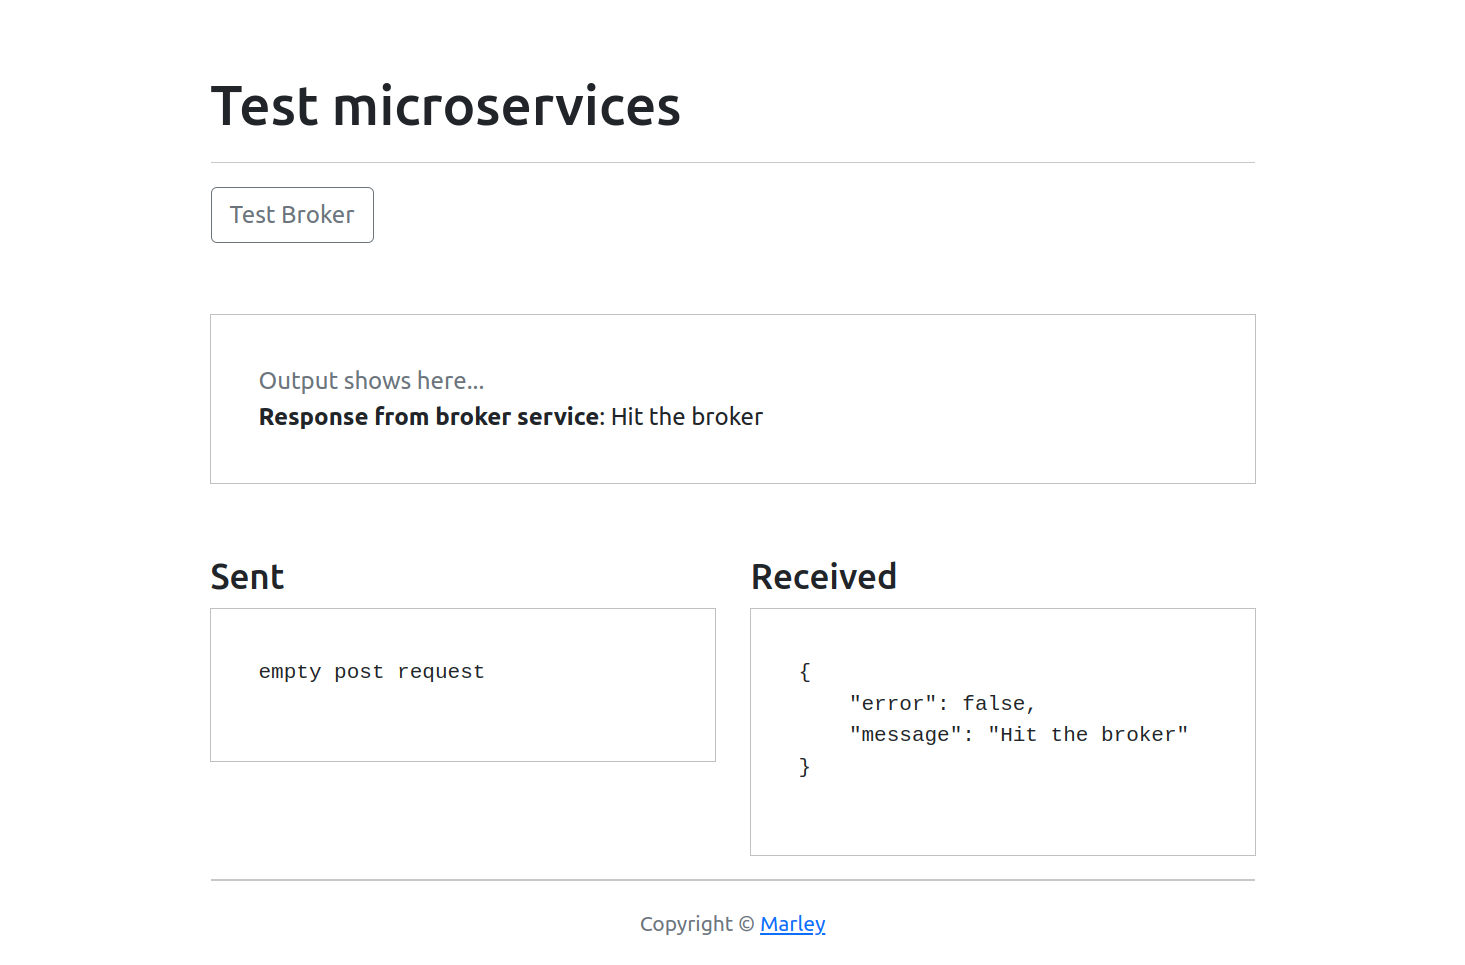 Test microservices
Test Broker
Output shows here...
Response from broker service: Hit the broker
Sent
empty post request
Received
{
    "error": false,
    "message": "Hit the broker"
}
Copyright © Marley